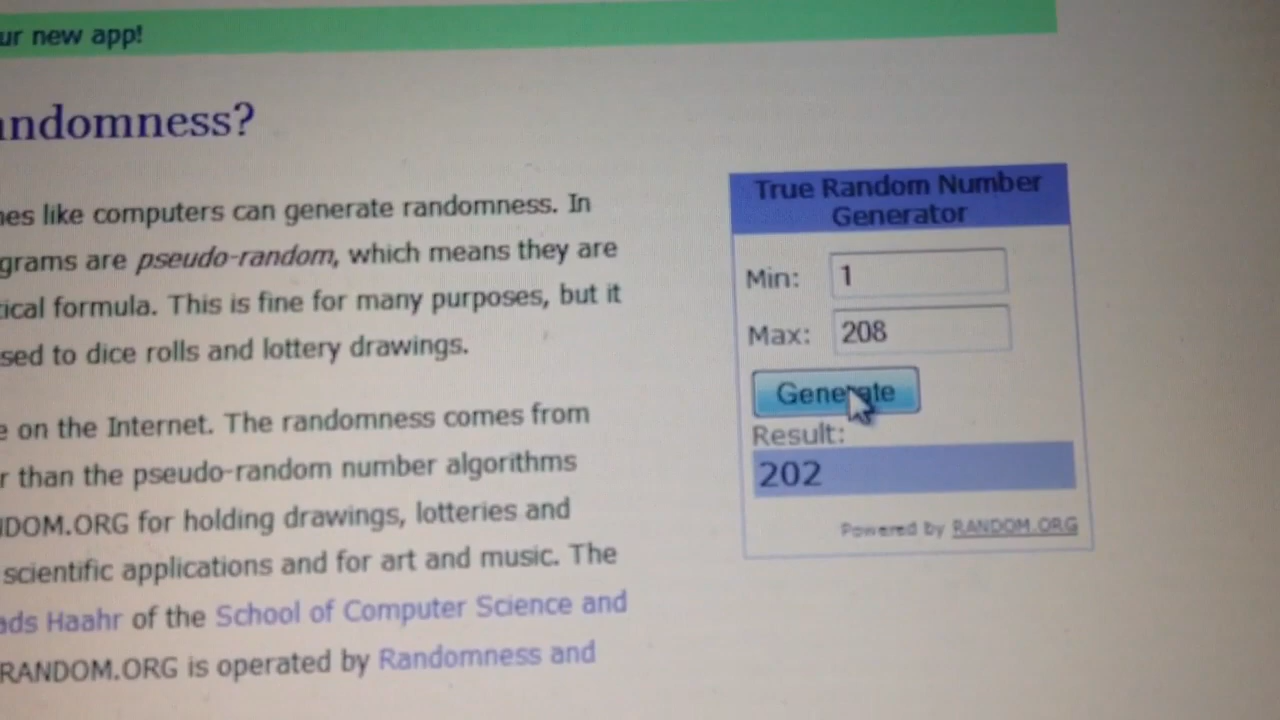 ur new app!
ndomness?
nes like computers can generate randomness. In
grams are pseudo-random, which means they are
ical formula. This is fine for many purposes, but it
sed to dice rolls and lottery drawings.
e on the Internet. The randomness comes from
r than the pseudo-random number algorithms
DOM.ORG for holding drawings, lotteries and
scientific applications and for art and music. The
ads Haahr of the School of Computer Science and
RANDOM.ORG is operated by Randomness and
True Random Number
Generator
Min: 1
Max: 208
Generate
Result:
202
Powered by RANDOM.ORG